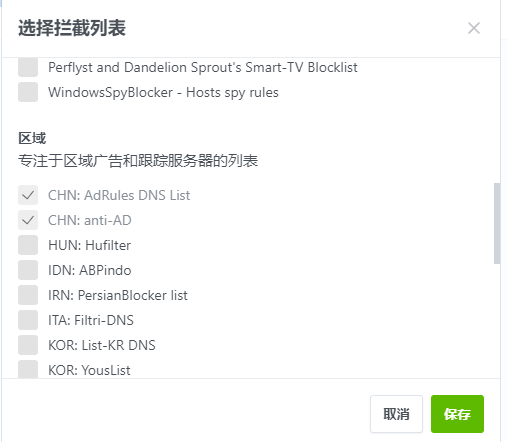 选择拦截列表
Perflyst and Dandelion Sprout's Smart-TV Blocklist
WindowsSpyBlocker - Hosts spy rules
区域
专注于区域广告和跟踪服务器的列表
CHN: AdRules DNS List
CHN: anti-AD
HUN: Hufilter
IDN: ABPindo
IRN: PersianBlocker list
ITA: Filtri-DNS
KOR: List-KR DNS
KOR: YousList
取消
保存